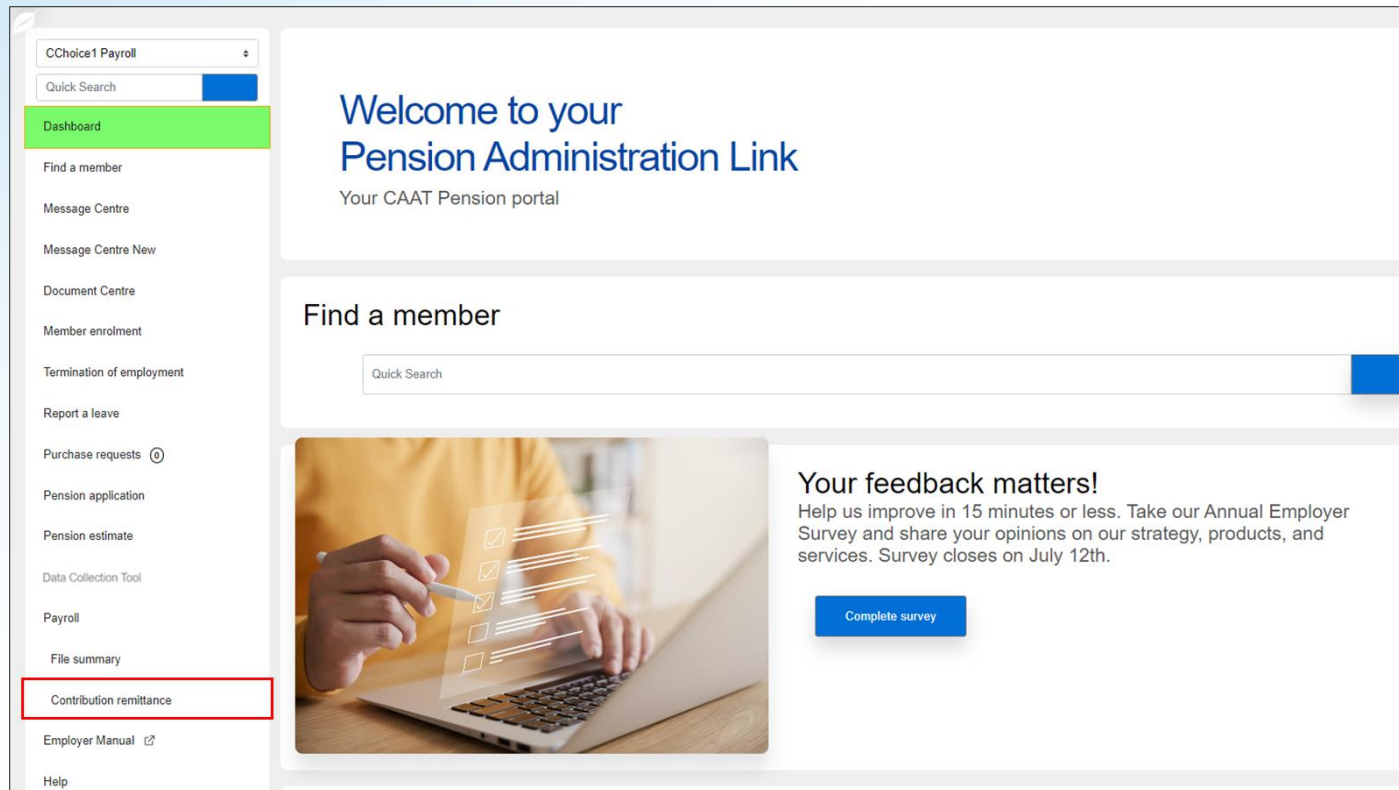 CChoice1 Payroll
Quick Search
Dashboard
Find a member
Message Centre
Message Centre New
Document Centre
Member enrolment
Termination of employment
Report a leave
Purchase requests 0
Pension application
Pension estimate
Data Collection Tool
Payroll
File summary
Contribution remittance
Employer Manual
Help
Welcome to your
Pension Administration Link
Your CAAT Pension portal
Find a member
Quick Search
Your feedback matters!
Help us improve in 15 minutes or less. Take our Annual Employer
Survey and share your opinions on our strategy, products, and
services. Survey closes on July 12th.
Complete survey